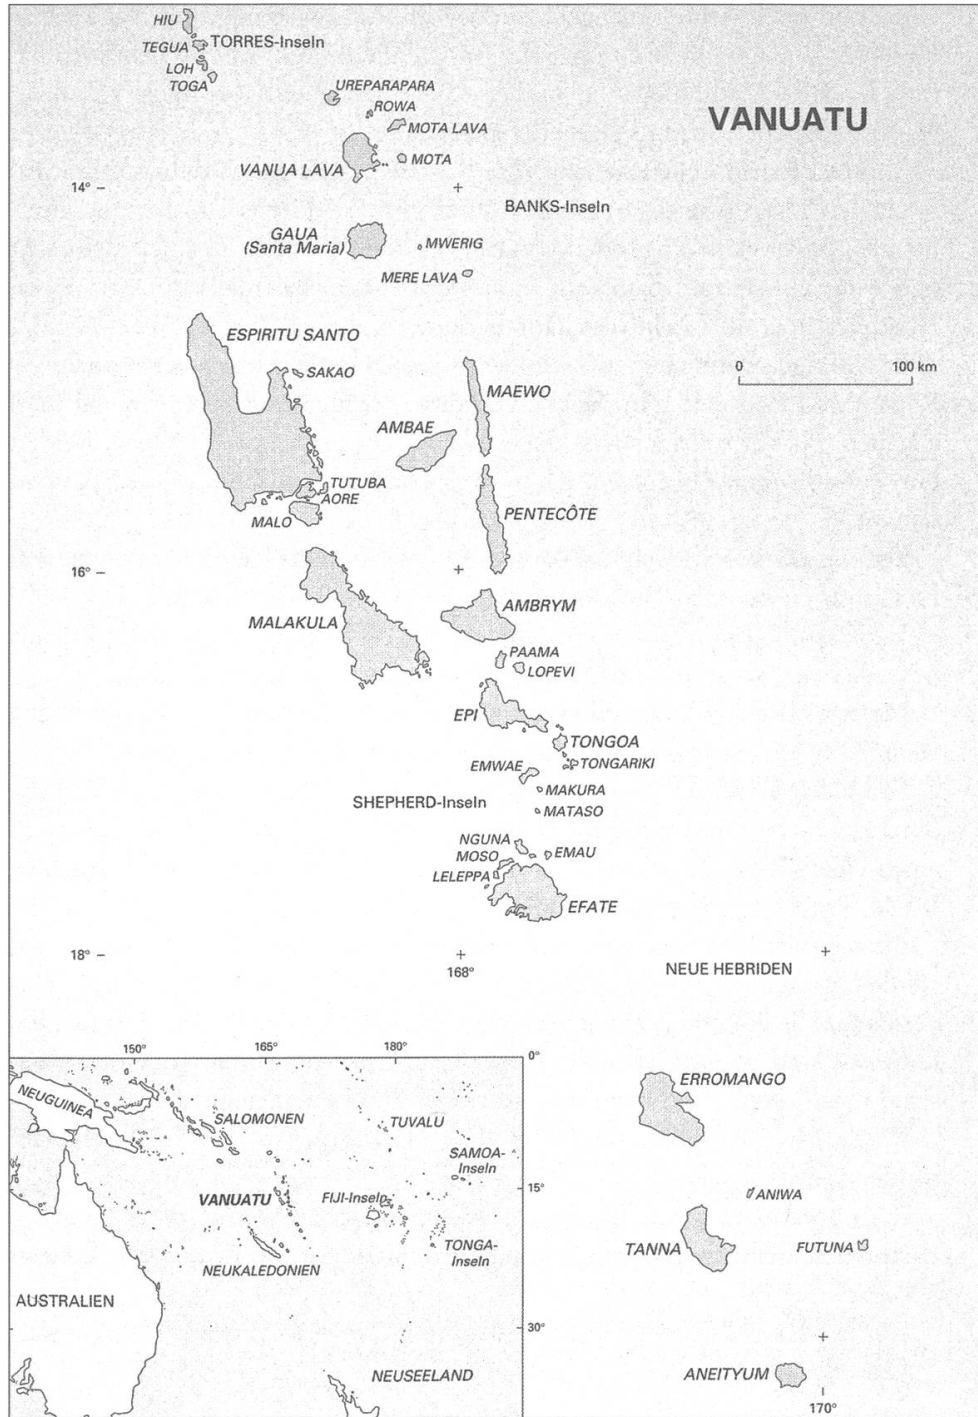 HIU
TORRES-Inseln
TEGUA
LOH
TOGA
UREPARAPARA
ROWA
VANUATU
MOTA LAVA
MOTA
VANUA LAVA
14°
BANKS-Inseln
GAUA
(Santa Maria)
MWERIG
MERE LAVA
ESPIRITU SANTO
SAKAO
0 100 km
MAEWO
AMBAE
TUTUBA
AORE
PENTECÔTE
MALO
16°
AMBRYM
MALAKULA
PAAMA
LOPEVI
EPI
TONGOA
EMWAE
TONGARIKI
MAKURA
SHEPHERD-Inseln
MATASO
NGUNA
MOSO
EMAU
LELEPPA
EFATE
18°
168°
NEUE HEBRIDEN
150° 165° 180°
0°
NEUGUINEA
SALOMONEN
TUVALU
SAMOA-
Inseln
VANUATU
FIJI-Inseln
15°
TONGA-
Inseln
NEUKALEDONIEN
AUSTRALIEN
30°
NEUSEELAND
ERROMANGO
ANIWA
TANNA
FUTUNA
ANEITYUM
170°